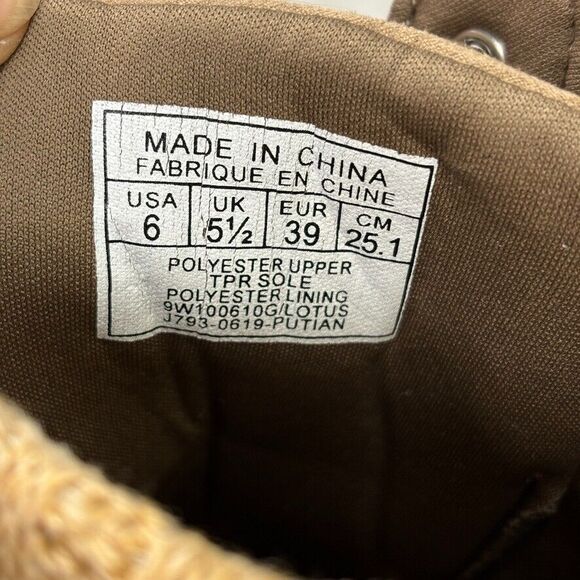 MADE IN CHINA
FABRIQUE EN CHINE
USA UK EUR CM
6 5½ 39 25.1
POLYESTER UPPER
TPR SOLE
POLYESTER LINING
9W100610G/LOTUS
J793-0619-PUTIAN